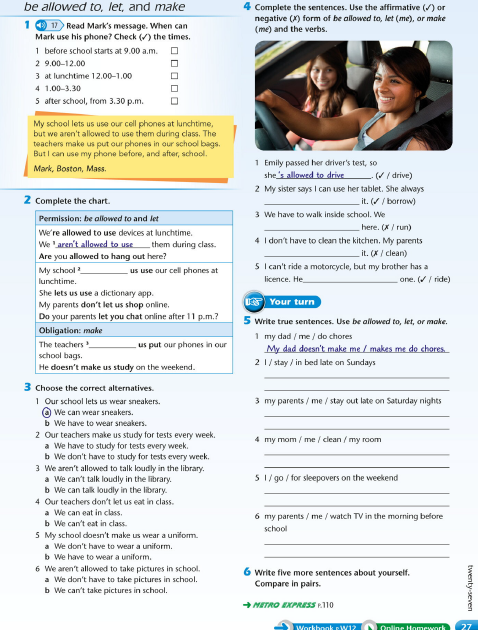 be allowed to, let, and make
1 17 Read Mark's message. When can
Mark use his phone? Check (✓) the times.
1 before school starts at 9.00 a.m. ☐
2 9.00–12.00 ☐
3 at lunchtime 12.00–1.00 ☐
4 1.00–3.30 ☐
5 after school, from 3.30 p.m. ☐
My school lets us use our cell phones at lunchtime,
but we aren't allowed to use them during class. The
teachers make us put our phones in our school bags.
But I can use my phone before, and after, school.
Mark, Boston, Mass.
2 Complete the chart.
Permission: be allowed to and let
We're allowed to use devices at lunchtime.
We ¹ aren't allowed to use them during class.
Are you allowed to hang out here?
My school ²__________ us use our cell phones at
lunchtime.
She lets us use a dictionary app.
My parents don't let us shop online.
Do your parents let you chat online after 11 p.m.?
Obligation: make
The teachers ³__________ us put our phones in our
school bags.
He doesn't make us study on the weekend.
3 Choose the correct alternatives.
1 Our school lets us wear sneakers.
a We can wear sneakers.
b We have to wear sneakers.
2 Our teachers make us study for tests every week.
a We have to study for tests every week.
b We don't have to study for tests every week.
3 We aren't allowed to talk loudly in the library.
a We can't talk loudly in the library.
b We can talk loudly in the library.
4 Our teachers don't let us eat in class.
a We can eat in class.
b We can't eat in class.
5 My school doesn't make us wear a uniform.
a We don't have to wear a uniform.
b We have to wear a uniform.
6 We aren't allowed to take pictures in school.
a We don't have to take pictures in school.
b We can't take pictures in school.
4 Complete the sentences. Use the affirmative (✓) or
negative (✗) form of be allowed to, let (me), or make
(me) and the verbs.
1 Emily passed her driver's test, so
she 's allowed to drive . (✓ / drive)
2 My sister says I can use her tablet. She always
____________________ it. (✓ / borrow)
3 We have to walk inside school. We
____________________ here. (✗ / run)
4 I don't have to clean the kitchen. My parents
____________________ it. (✗ / clean)
5 I can't ride a motorcycle, but my brother has a
licence. He____________________ one. (✓ / ride)
Your turn
5 Write true sentences. Use be allowed to, let, or make.
1 my dad / me / do chores
My dad doesn't make me / makes me do chores.
2 I / stay / in bed late on Sundays
3 my parents / me / stay out late on Saturday nights
4 my mom / me / clean / my room
5 I / go / for sleepovers on the weekend
6 my parents / me / watch TV in the morning before
school
6 Write five more sentences about yourself.
Compare in pairs.
METRO EXPRESS P.110
Workbook p.W12 Online Homework 27
twenty-seven